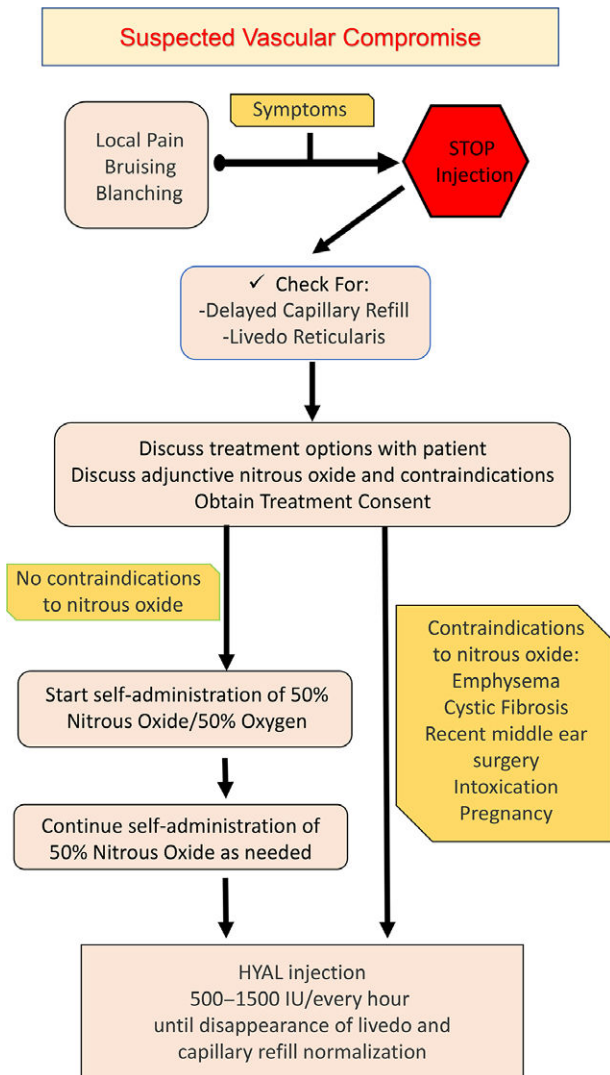 Suspected Vascular Compromise
Symptoms
Local Pain
Bruising
Blanching
STOP
Injection
✓ Check For:
-Delayed Capillary Refill
-Livedo Reticularis
Discuss treatment options with patient
Discuss adjunctive nitrous oxide and contraindications
Obtain Treatment Consent
No contraindications
to nitrous oxide
Contraindications
to nitrous oxide:
Emphysema
Cystic Fibrosis
Recent middle ear
surgery
Intoxication
Pregnancy
Start self-administration of 50%
Nitrous Oxide/50% Oxygen
Continue self-administration of
50% Nitrous Oxide as needed
HYAL injection
500–1500 IU/every hour
until disappearance of livedo and
capillary refill normalization